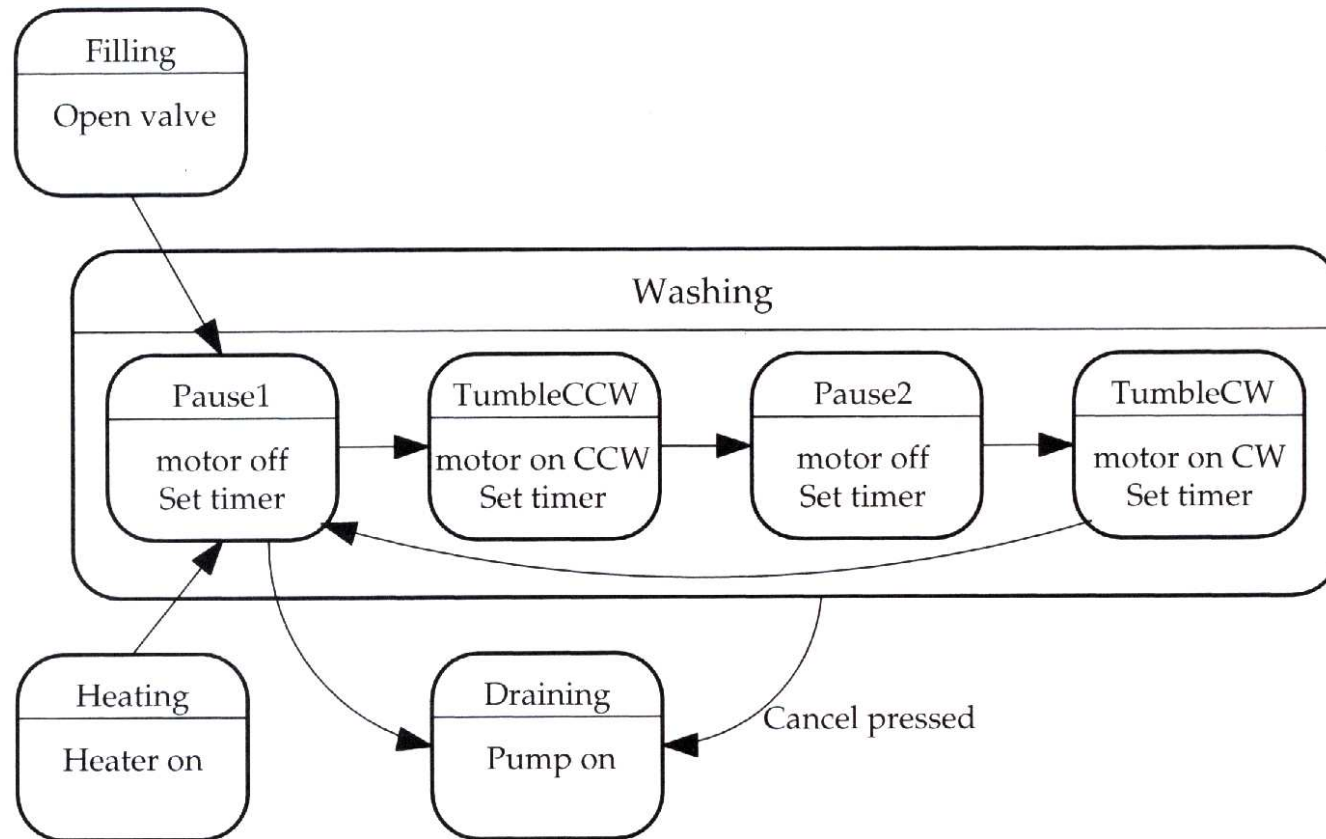 Filling
Open valve
Washing
Pause1
motor off
Set timer
TumbleCCW
motor on CCW
Set timer
Pause2
motor off
Set timer
TumbleCW
motor on CW
Set timer
Heating
Heater on
Draining
Pump on
Cancel pressed